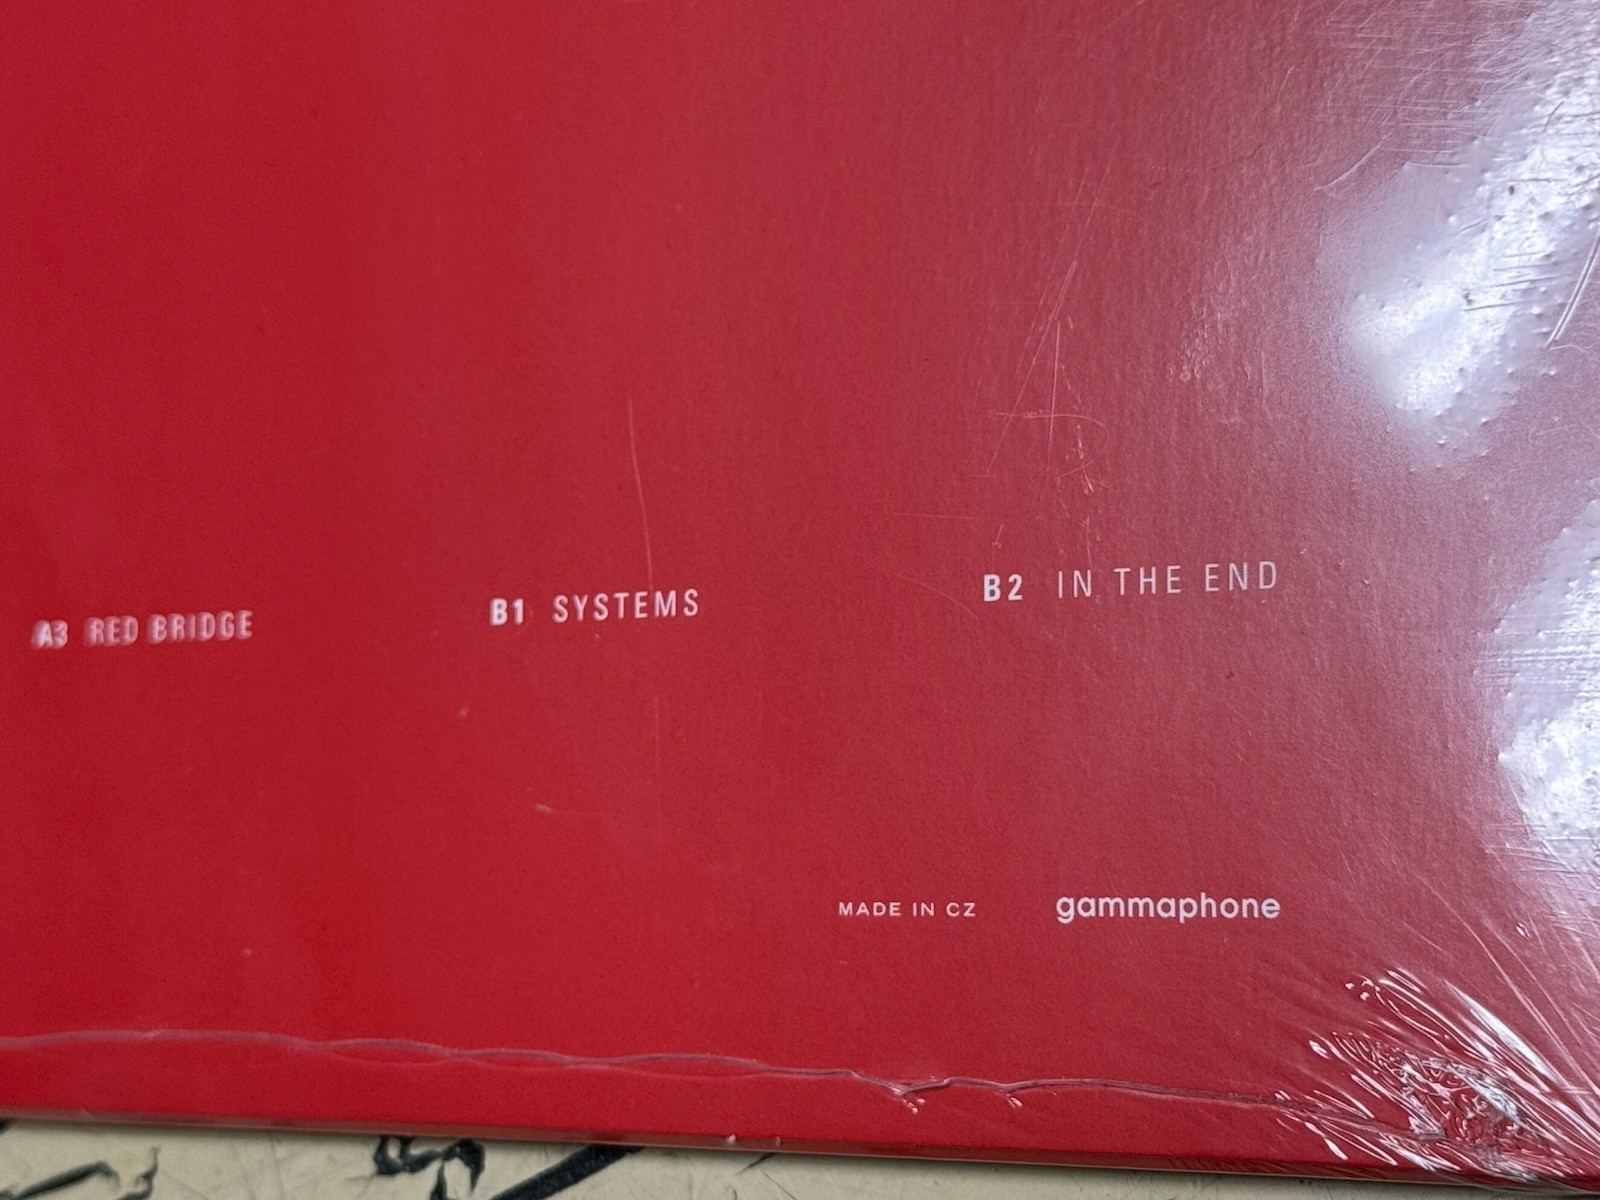 A3 RED BRIDGE
B1 SYSTEMS
B2 IN THE END
MADE IN CZ
gammaphone